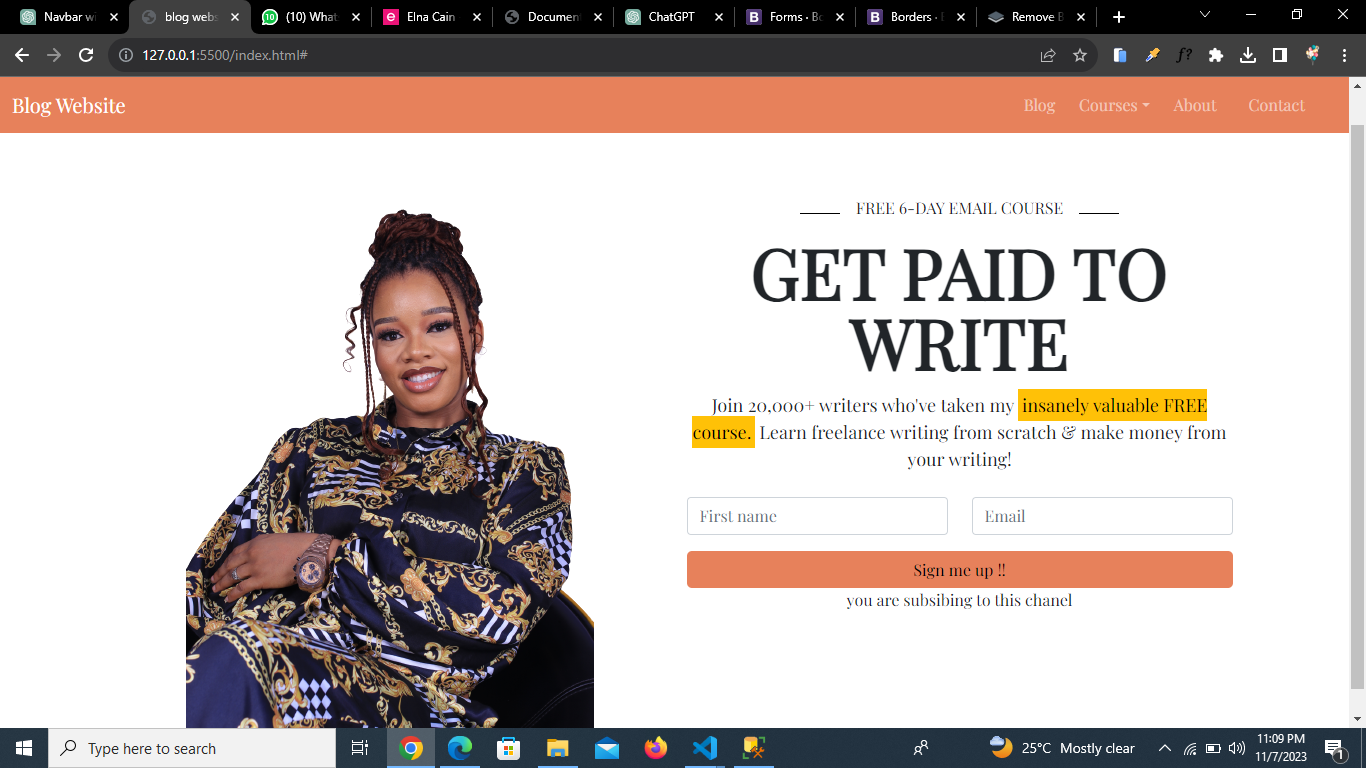 Navbar wi
blog webs
(10) What
Elna Cain
Documen
ChatGPT
Forms · Bo
Borders · B
Remove B
127.0.0.1:5500/index.html#
f?
Blog Website
Blog
Courses
About
Contact
FREE 6-DAY EMAIL COURSE
GET PAID TO
WRITE
Join 20,000+ writers who've taken my insanely valuable FREE
course. Learn freelance writing from scratch & make money from
your writing!
First name
Email
Sign me up !!
you are subsibing to this chanel
Type here to search
25°C Mostly clear
11:09 PM
11/7/2023
1